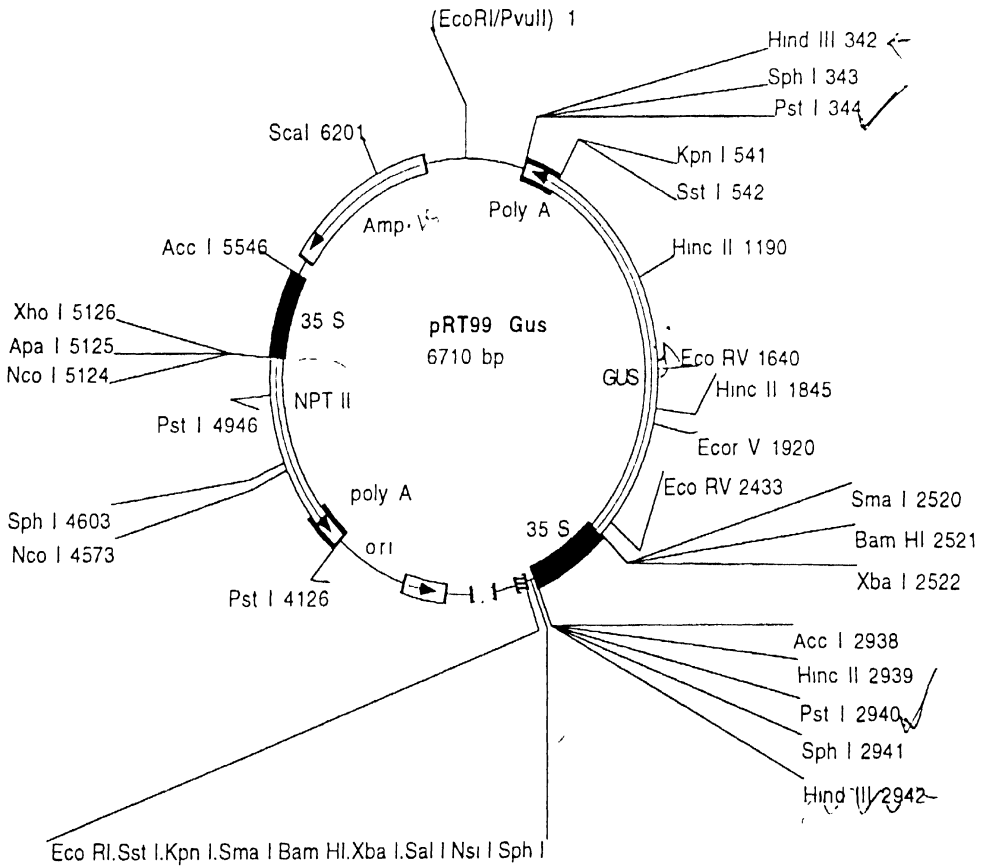 (EcoRI/PvuII) 1
Hind III 342
Sph I 343
Pst I 344
ScaI 6201
Kpn I 541
Sst I 542
Poly A
Amp.
Acc I 5546
Hinc II 1190
Xho I 5126
35 S
pRT99 Gus
Apa I 5125
6710 bp
Nco I 5124
Eco RV 1640
GUS
Hinc II 1845
NPT II
Pst I 4946
Ecor V 1920
Eco RV 2433
poly A
Sma I 2520
Sph I 4603
35 S
Bam HI 2521
Nco I 4573
ori
Xba I 2522
Pst I 4126
Acc I 2938
Hinc II 2939
Pst I 2940
Sph I 2941
Hind III 2942
Eco RI.Sst I.Kpn I.Sma I Bam HI.Xba I.Sal I Nsi I Sph I